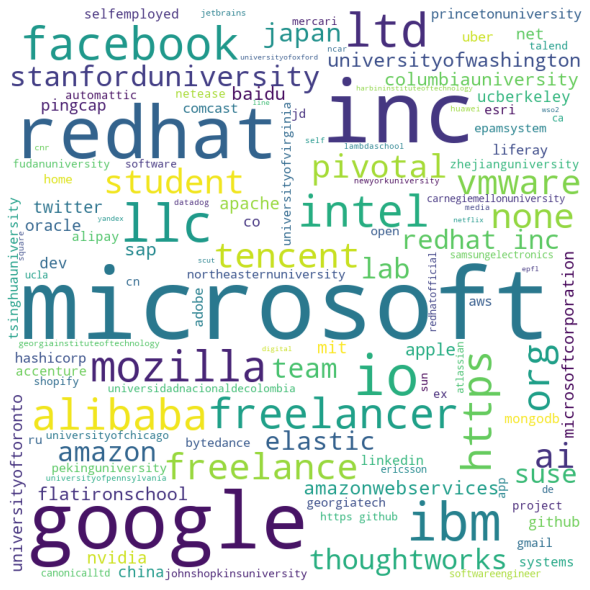 selfemployed
jetbrains
mercari
ncar
princetonuniversity
facebook
japan
ltd
uber
net
talend
universityofoxford
universityofwashington
stanforduniversity
inc
columbiauniversity
automattic
netease
baidu
line
harbininstituteoftechnology
pingcap
comcast
jd
ucberkeley
huawei
wso2
esri
ca
redhat
epamsystem
cnr
software
self
lambdaschool
liferay
fudanuniversity
universityofvirginia
pivotal
zhejianguniversity
home
student
newyorkuniversity
vmware
datadog
carnegiemellonuniversity
twitter
apache
intel
media
none
yandex
llc
co
open
netflix
oracle
alipay
redhat inc
tsinghuauniversity
square
sap
tencent
dev
lab
samsungelectronics
ucla
scut
northeasternuniversity
redhatofficial
epfl
cn
adobe
aws
microsoft
georgiainstituteoftechnology
digital
mit
apple
hashicorp
mozilla
team
sun
atlassian
https
org
microsoftcorporation
accenture
io
shopify
universidadnacionaldecolombia
ex
alibaba
freelancer
mongodb
ru
universityofchicago
elastic
ai
amazon
bytedance
universityoftoronto
pekinguniversity
freelance
linkedin
suse
universityofpennsylvania
ericsson
flatironschool
amazonwebservices
app
de
google
georgiatech
ibm
project
https github
github
nvidia
thoughtworks
gmail
systems
canonicalltd
china
johnshopkinsuniversity
softwareengineer